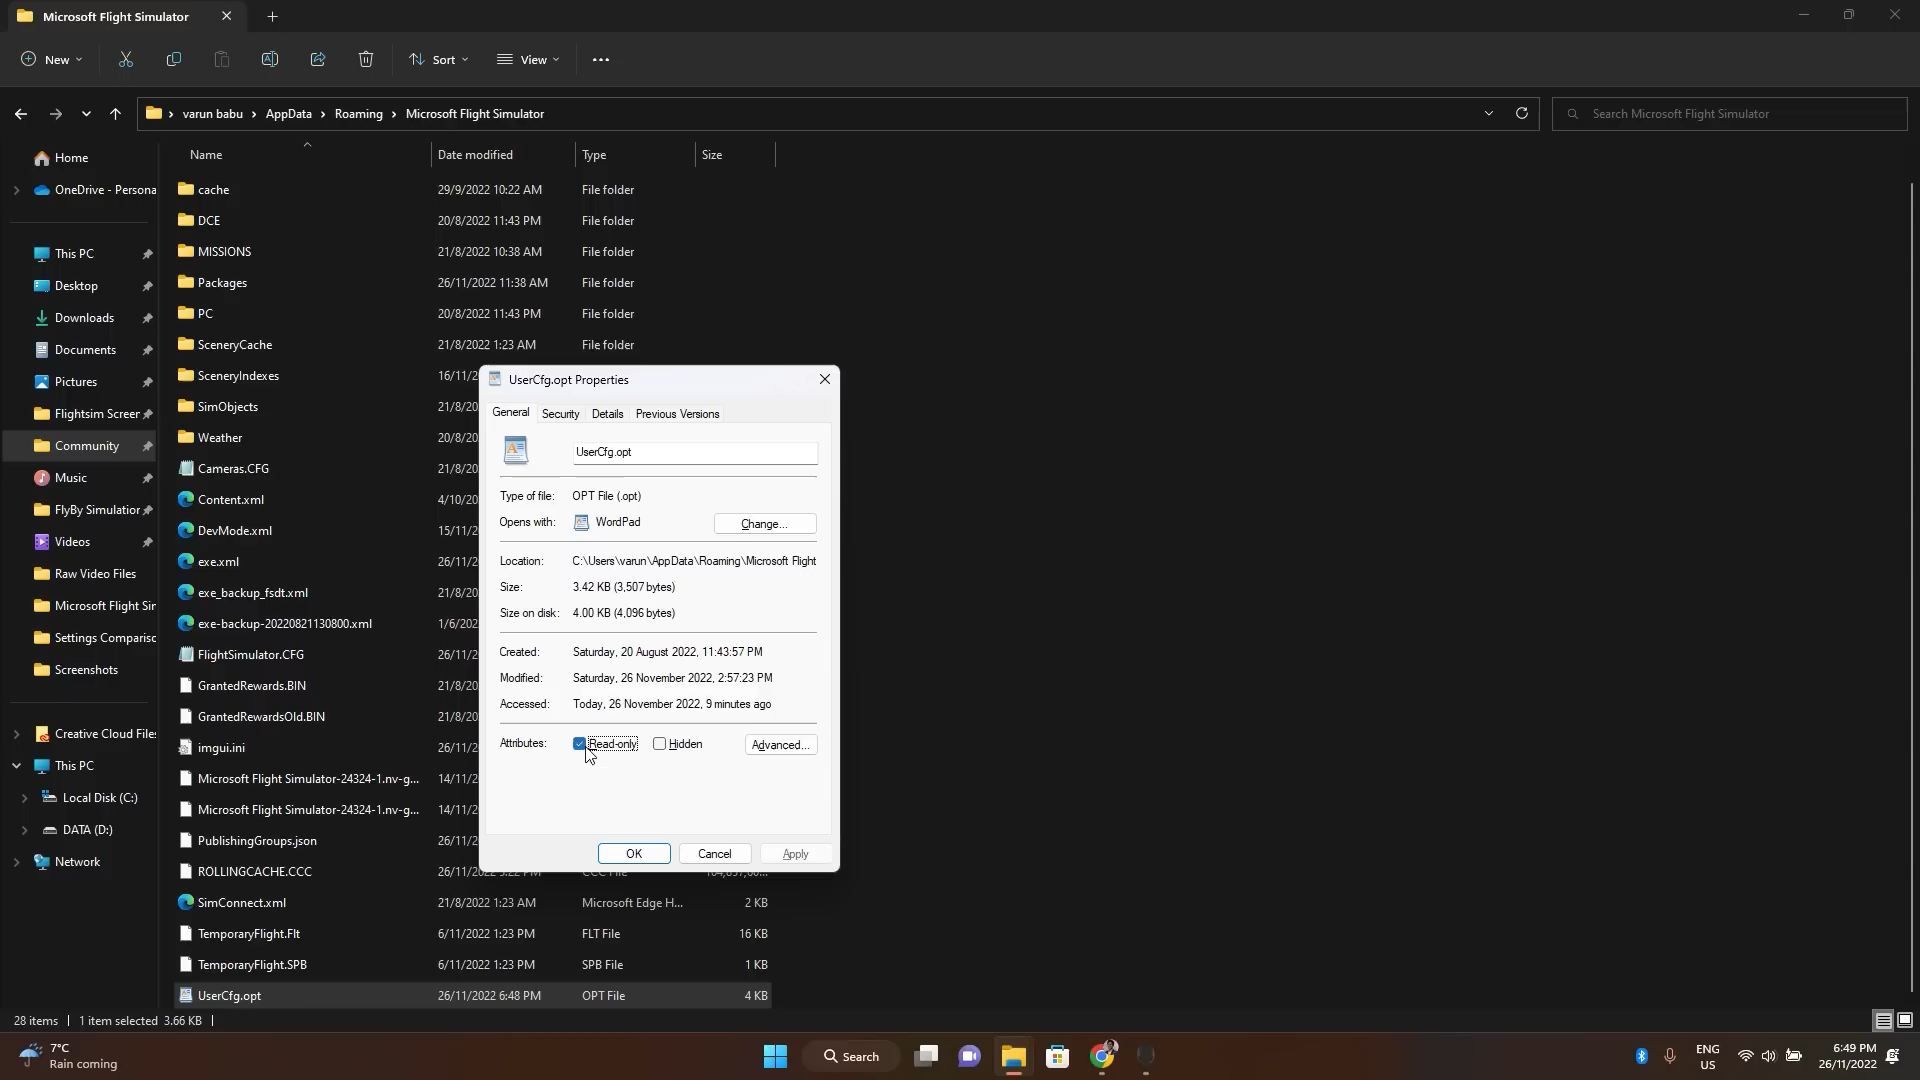 Microsoft Flight Simulator
New
Sort
View
varun babu > AppData > Roaming > Microsoft Flight Simulator
Search Microsoft Flight Simulator
Name Date modified Type Size
Home
OneDrive - Persona
This PC
Desktop
Downloads
Documents
Pictures
Flightsim Screer
Community
Music
FlyBy Simulation
Videos
Raw Video Files
Microsoft Flight Sir
Settings Comparisc
Screenshots
Creative Cloud Files
This PC
Local Disk (C:)
DATA (D:)
Network
cache 29/9/2022 10:22 AM File folder
DCE 20/8/2022 11:43 PM File folder
MISSIONS 21/8/2022 10:38 AM File folder
Packages 26/11/2022 11:38 AM File folder
PC 20/8/2022 11:43 PM File folder
SceneryCache 21/8/2022 1:23 AM File folder
SceneryIndexes 16/11/2
SimObjects 21/8/20
Weather 20/8/20
Cameras.CFG 21/8/20
Content.xml 4/10/20
DevMode.xml 15/11/2
exe.xml 26/11/2
exe_backup_fsdt.xml 21/8/20
exe-backup-20220821130800.xml 1/6/202
FlightSimulator.CFG 26/11/2
GrantedRewards.BIN 21/8/20
GrantedRewardsOld.BIN 21/8/20
imgui.ini 26/11/2
Microsoft Flight Simulator-24324-1.nv-g... 14/11/2
Microsoft Flight Simulator-24324-1.nv-g... 14/11/2
PublishingGroups.json 26/11/2
ROLLINGCACHE.CCC 26/11/2022 3:22 PM CCC File
SimConnect.xml 21/8/2022 1:23 AM Microsoft Edge H... 2 KB
TemporaryFlight.Flt 6/11/2022 1:23 PM FLT File 16 KB
TemporaryFlight.SPB 6/11/2022 1:23 PM SPB File 1 KB
UserCfg.opt 26/11/2022 6:48 PM OPT File 4 KB
UserCfg.opt Properties
General Security Details Previous Versions
UserCfg.opt
Type of file: OPT File (.opt)
Opens with: WordPad Change...
Location: C:\Users\varun\AppData\Roaming\Microsoft Flight
Size: 3.42 KB (3,507 bytes)
Size on disk: 4.00 KB (4,096 bytes)
Created: Saturday, 20 August 2022, 11:43:57 PM
Modified: Saturday, 26 November 2022, 2:57:23 PM
Accessed: Today, 26 November 2022, 9 minutes ago
Attributes: Read-only Hidden Advanced...
OK Cancel Apply
28 items 1 item selected 3.66 KB
7°C
Rain coming
Search
ENG
US
6:49 PM
26/11/2022